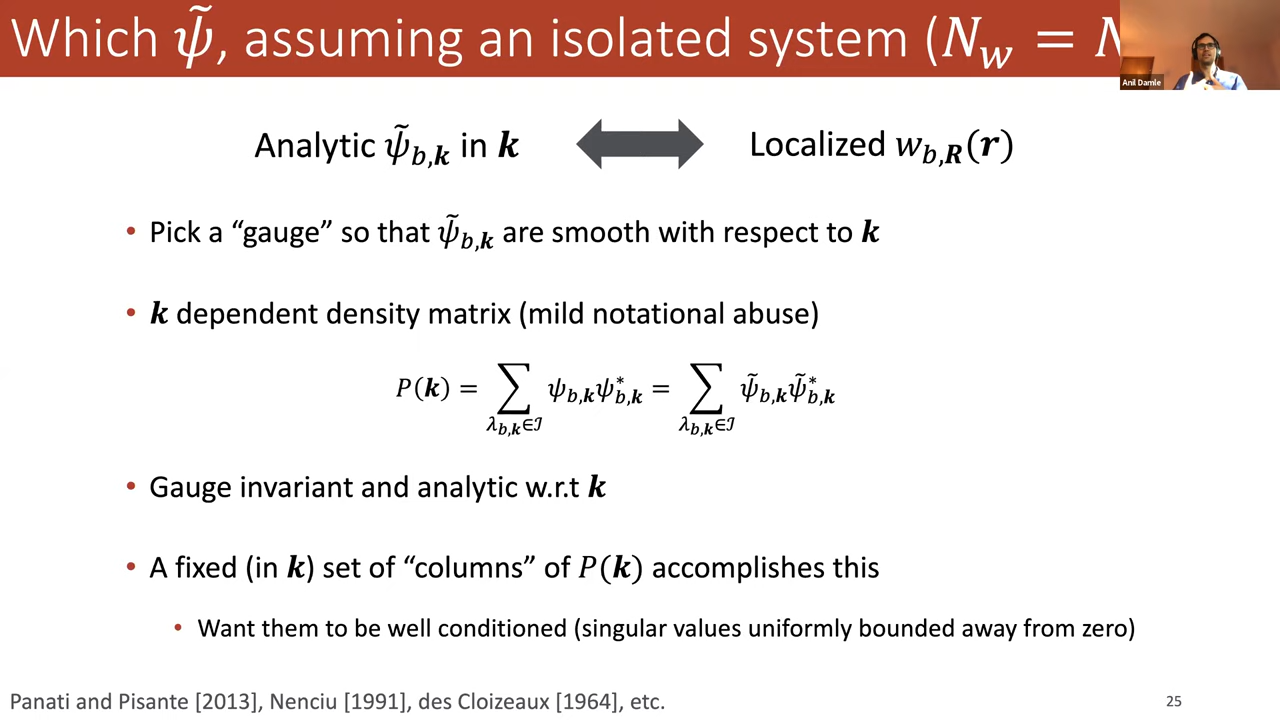 Which ψ̃, assuming an isolated system (N_w =
Anil Damle
Analytic ψ̃_{b,𝒌} in 𝒌
Localized w_{b,𝑹}(𝒓)
• Pick a “gauge” so that ψ̃_{b,𝒌} are smooth with respect to 𝒌
• 𝒌 dependent density matrix (mild notational abuse)
P(𝒌) = ∑_{λ_{b,𝒌}∈ℐ} ψ_{b,𝒌}ψ*_{b,𝒌} = ∑_{λ_{b,𝒌}∈ℐ} ψ̃_{b,𝒌}ψ̃*_{b,𝒌}
• Gauge invariant and analytic w.r.t 𝒌
• A fixed (in 𝒌) set of “columns” of P(𝒌) accomplishes this
• Want them to be well conditioned (singular values uniformly bounded away from zero)
Panati and Pisante [2013], Nenciu [1991], des Cloizeaux [1964], etc.
25